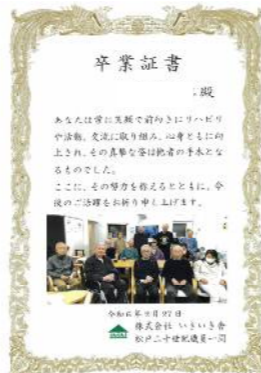 卒業証書
殿
あなたは常に笑顔で前向きにリハビリ
や活動、交流に取り組み、心身ともに向
上され、その真摯な姿は他者の手本とな
るものでした。
ここに、その努力を称えるとともに、今
後のご活躍をお祈り申し上げます。
株式会社 いきいき舎
松戸二十世紀職員一同